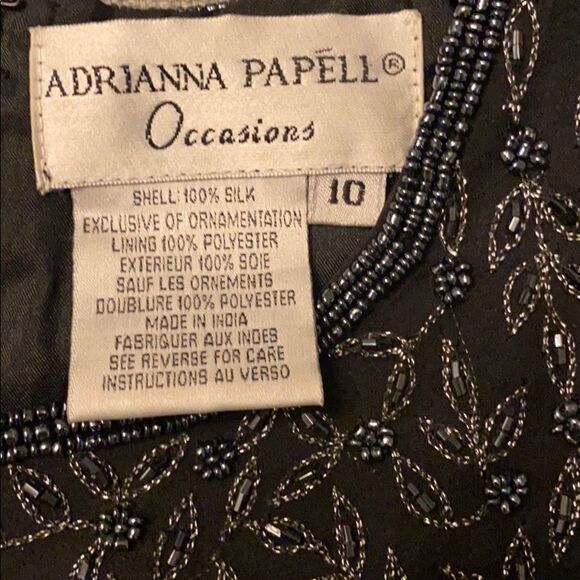 ADRIANNA PAPÉLL®
Occasions
10
SHELL: 100% SILK
EXCLUSIVE OF ORNAMENTATION
LINING 100% POLYESTER
EXTERIEUR 100% SOIE
SAUF LES ORNEMENTS
DOUBLURE 100% POLYESTER
MADE IN INDIA
FABRIQUER AUX INDES
SEE REVERSE FOR CARE
INSTRUCTIONS AU VERSO